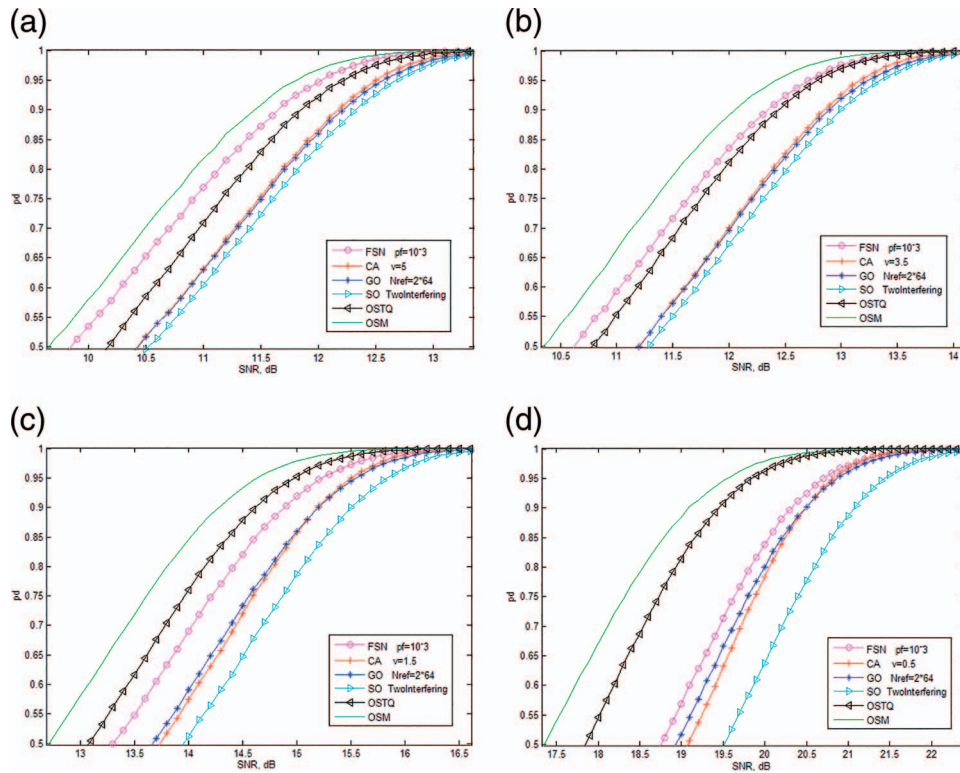 (a)
1
0.95
0.9
0.85
0.8
0.75
0.7
0.65
0.6
0.55
0.5
pd
10 10.5 11 11.5 12 12.5 13
SNR, dB
FSN pf=10^3
CA v=5
GO Nref=2*64
SO TwoInterfering
OSTQ
OSM
(b)
1
0.95
0.9
0.85
0.8
0.75
0.7
0.65
0.6
0.55
0.5
pd
10.5 11 11.5 12 12.5 13 13.5 14
SNR, dB
FSN pf=10^3
CA v=3.5
GO Nref=2*64
SO TwoInterfering
OSTQ
OSM
(c)
1
0.95
0.9
0.85
0.8
0.75
0.7
0.65
0.6
0.55
0.5
pd
13 13.5 14 14.5 15 15.5 16 16.5
SNR, dB
FSN pf=10^3
CA v=1.5
GO Nref=2*64
SO TwoInterfering
OSTQ
OSM
(d)
1
0.95
0.9
0.85
0.8
0.75
0.7
0.65
0.6
0.55
0.5
pd
17.5 18 18.5 19 19.5 20 20.5 21 21.5 22
SNR, dB
FSN pf=10^3
CA v=0.5
GO Nref=2*64
SO TwoInterfering
OSTQ
OSM